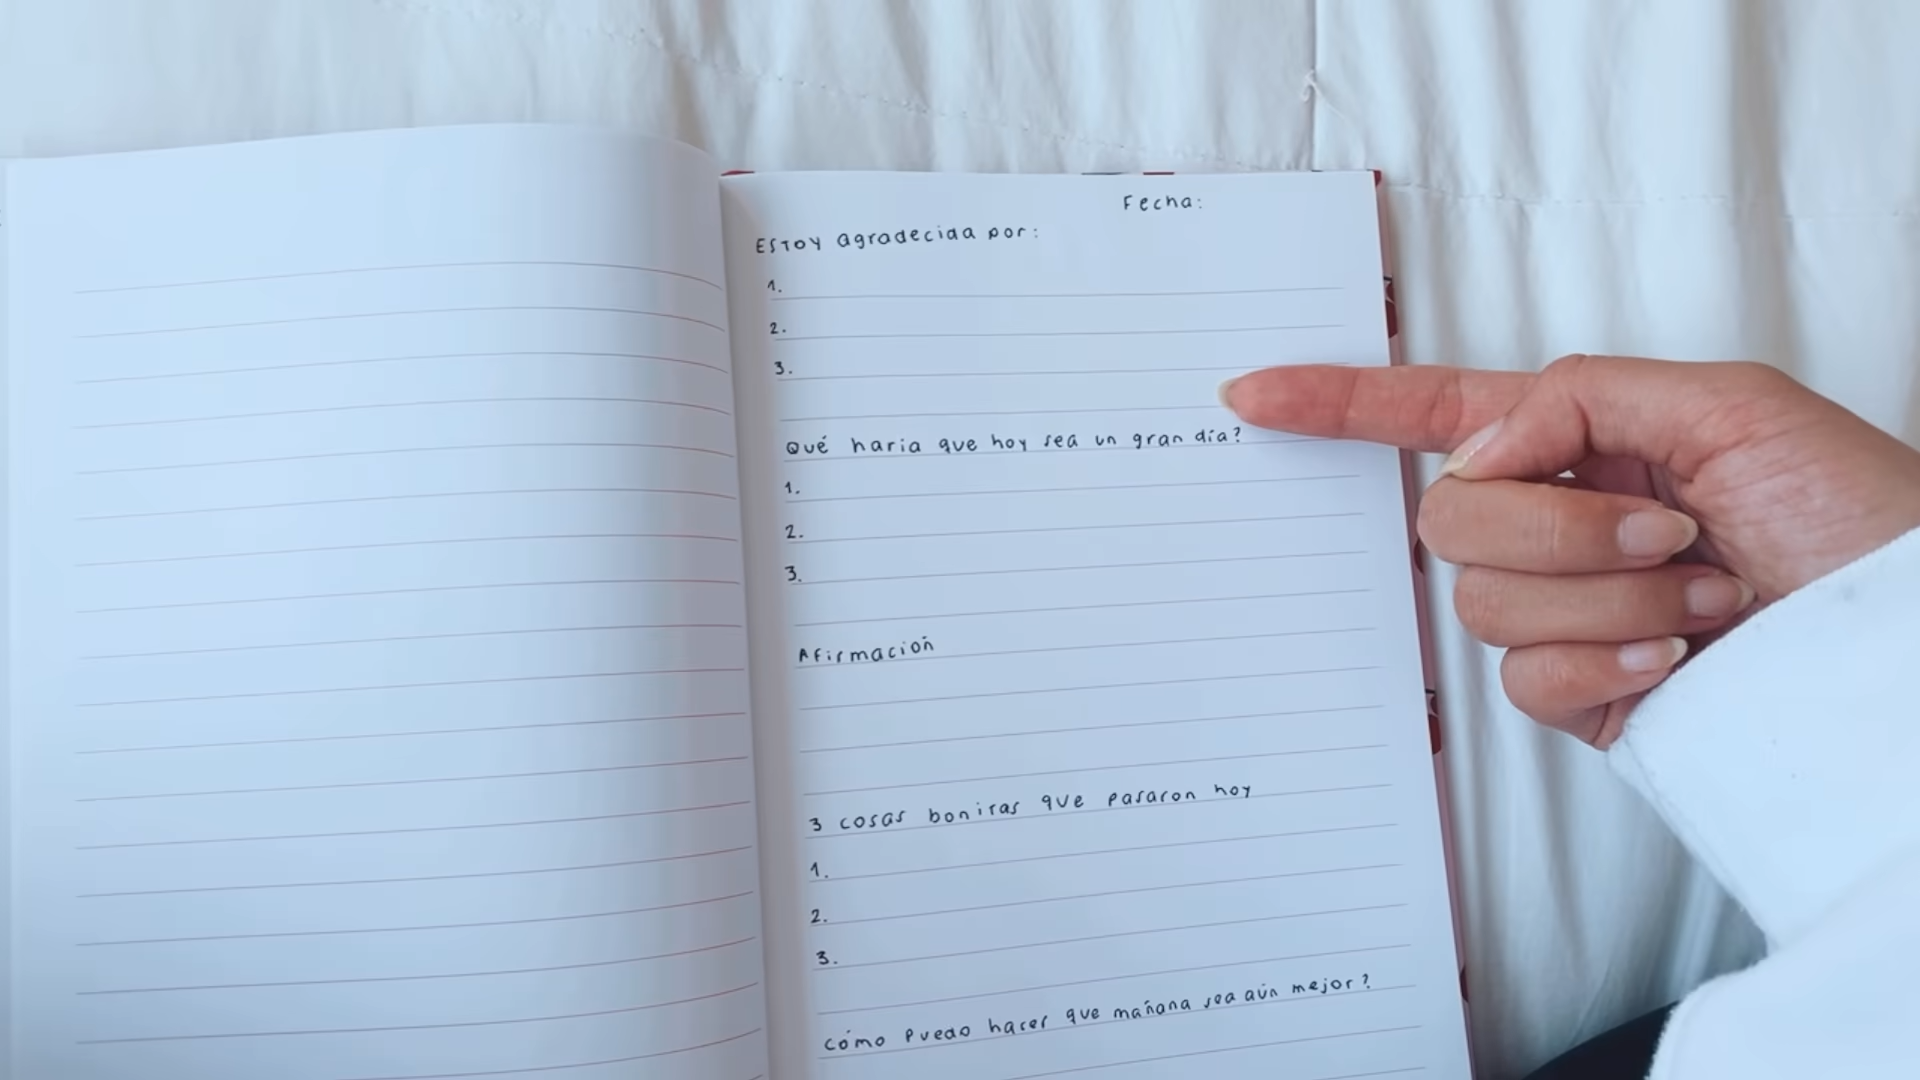 Fecha:
Estoy agradecida por:
1.
2.
3.
Qué haria que hoy sea un gran día?
1.
2.
3.
Afirmación
3 cosas bonitas que pasaron hoy
1.
2.
3.
Cómo puedo hacer que mañana sea aún mejor?